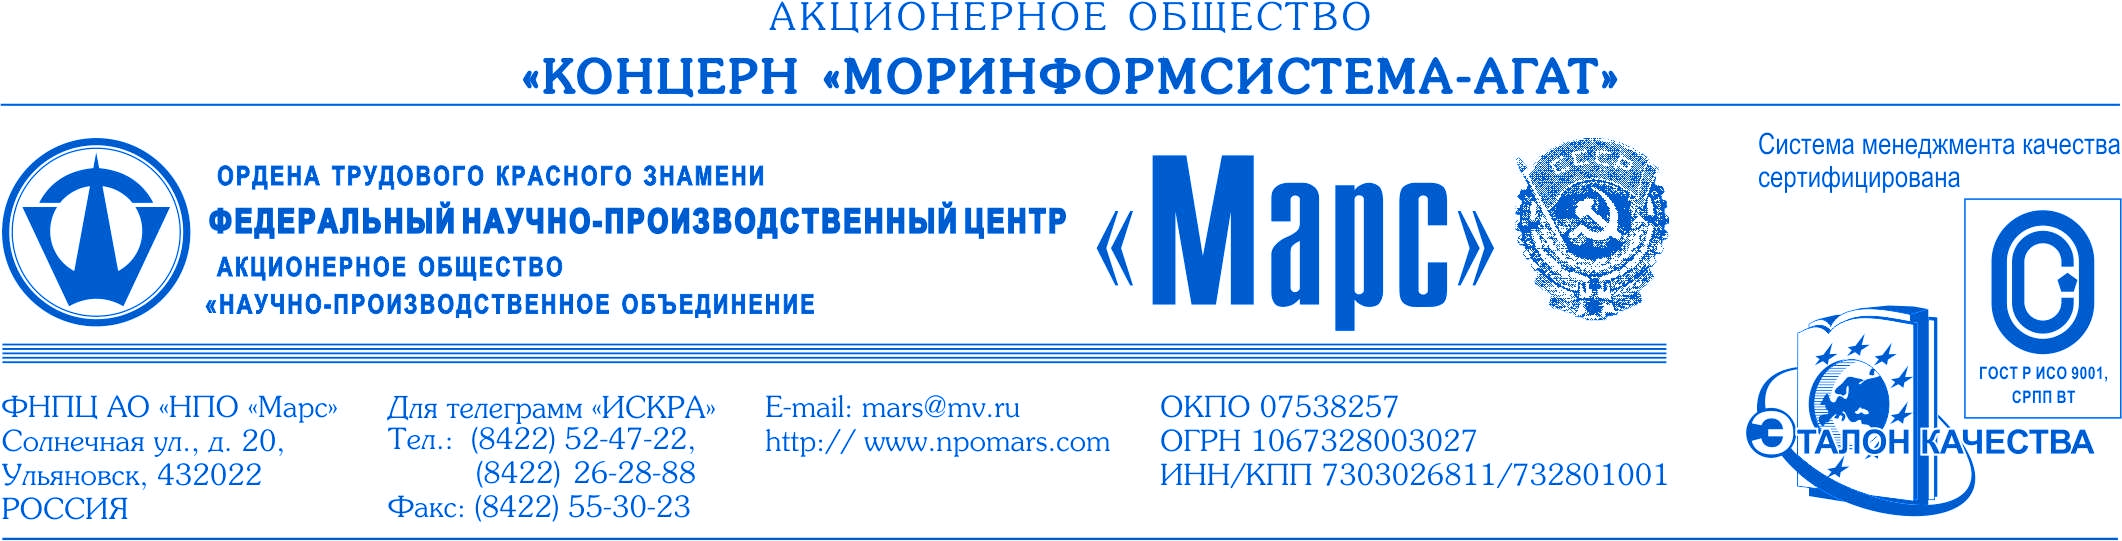 АКЦИОНЕРНОЕ ОБЩЕСТВО
«КОНЦЕРН «МОРИНФОРМСИСТЕМА-АГАТ»
ОРДЕНА ТРУДОВОГО КРАСНОГО ЗНАМЕНИ
ФЕДЕРАЛЬНЫЙ НАУЧНО-ПРОИЗВОДСТВЕННЫЙ ЦЕНТР
АКЦИОНЕРНОЕ ОБЩЕСТВО
«НАУЧНО-ПРОИЗВОДСТВЕННОЕ ОБЪЕДИНЕНИЕ
«Марс»
Система менеджмента качества
сертифицирована
ГОСТ Р ИСО 9001,
СРПП ВТ
ЭТАЛОН КАЧЕСТВА
ФНПЦ АО «НПО «Марс»
Солнечная ул., д. 20,
Ульяновск, 432022
РОССИЯ
Для телеграмм «ИСКРА»
Тел.: (8422) 52-47-22,
(8422) 26-28-88
Факс: (8422) 55-30-23
E-mail: mars@mv.ru
http:// www.npomars.com
ОКПО 07538257
ОГРН 1067328003027
ИНН/КПП 7303026811/732801001